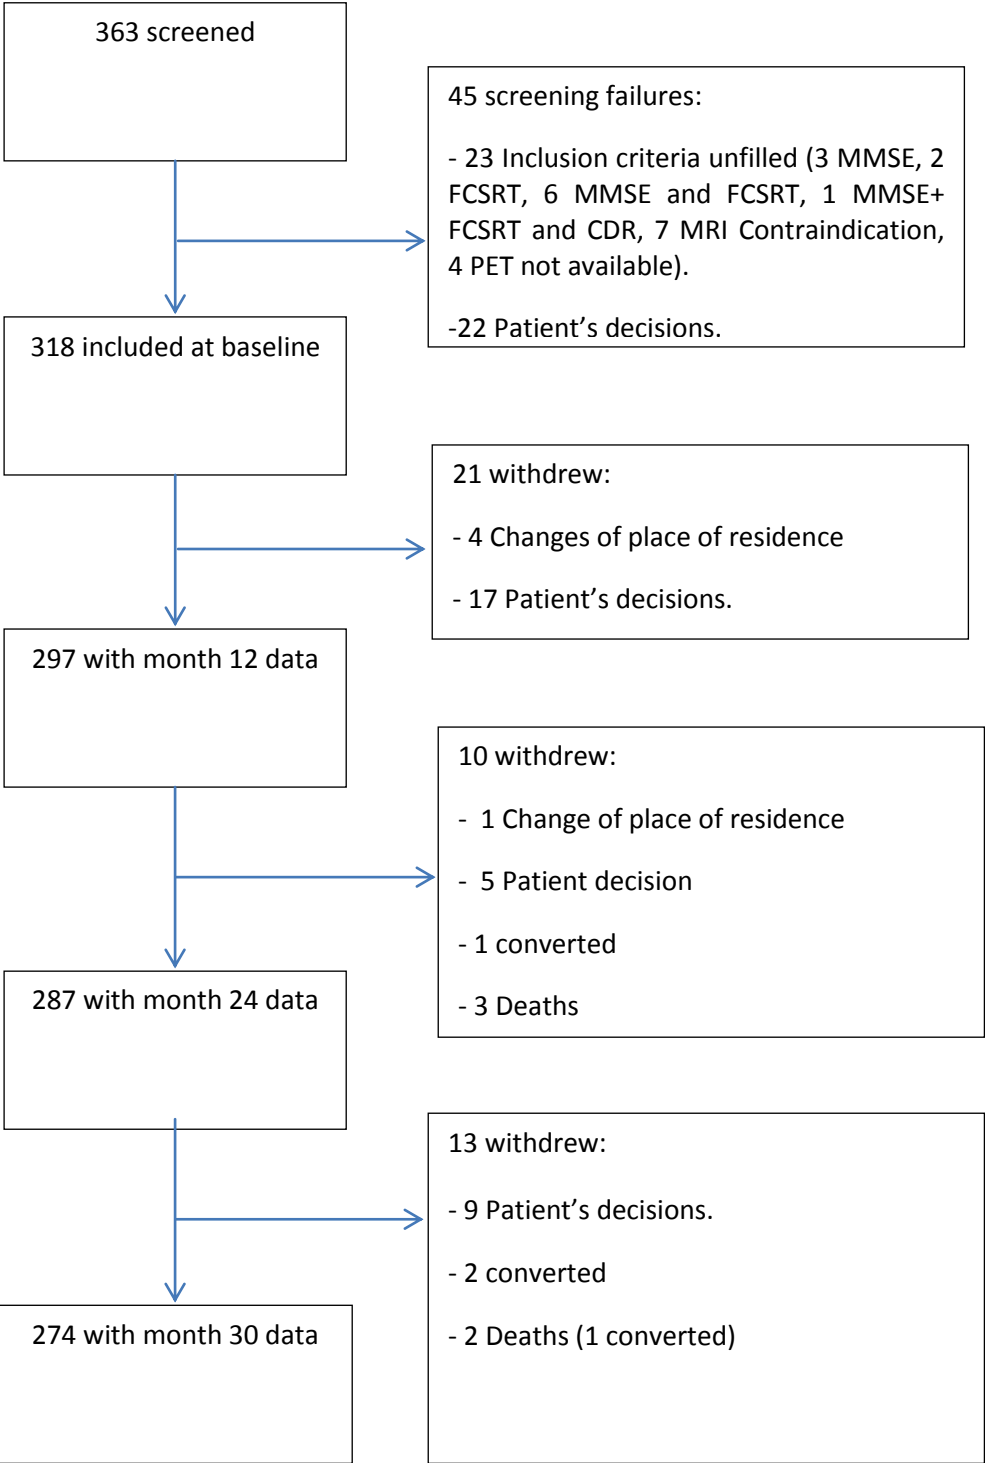 363 screened
45 screening failures:
- 23 Inclusion criteria unfilled (3 MMSE, 2
FCSRT, 6 MMSE and FCSRT, 1 MMSE+
FCSRT and CDR, 7 MRI Contraindication,
4 PET not available).
-22 Patient’s decisions.
318 included at baseline
21 withdrew:
- 4 Changes of place of residence
- 17 Patient’s decisions.
297 with month 12 data
10 withdrew:
- 1 Change of place of residence
- 5 Patient decision
- 1 converted
- 3 Deaths
287 with month 24 data
13 withdrew:
- 9 Patient’s decisions.
- 2 converted
- 2 Deaths (1 converted)
274 with month 30 data